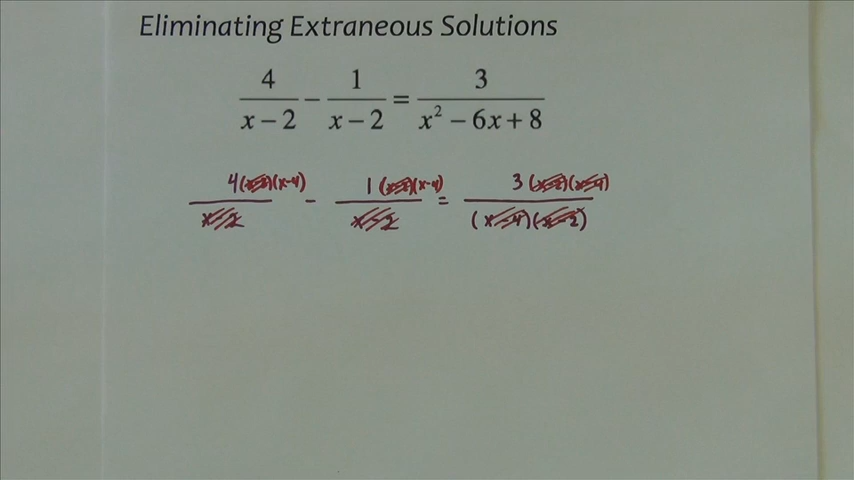 Eliminating Extraneous Solutions
4/(x − 2) − 1/(x − 2) = 3/(x² − 6x + 8)
4(x-2)(x-4)/(x-2) - 1(x-2)(x-4)/(x-2) = 3(x-2)(x-4)/((x-4)(x-2))